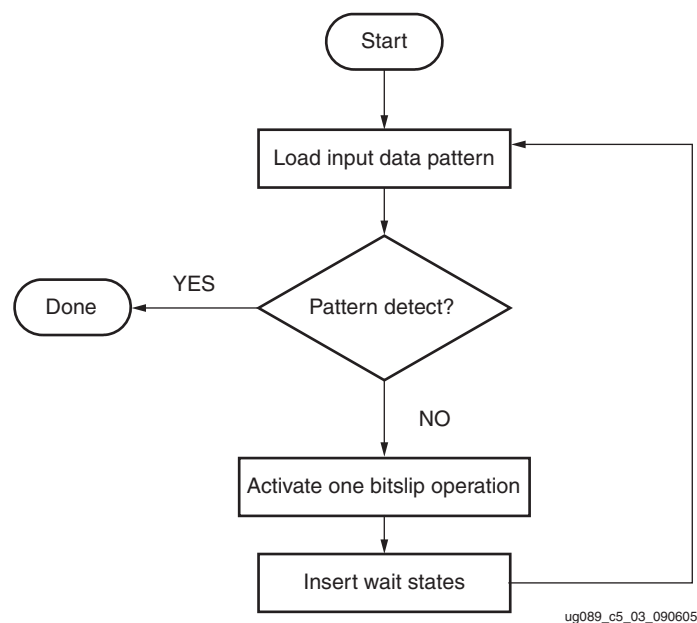 Start
Load input data pattern
Pattern detect?
YES
Done
NO
Activate one bitslip operation
Insert wait states
ug089_c5_03_090605